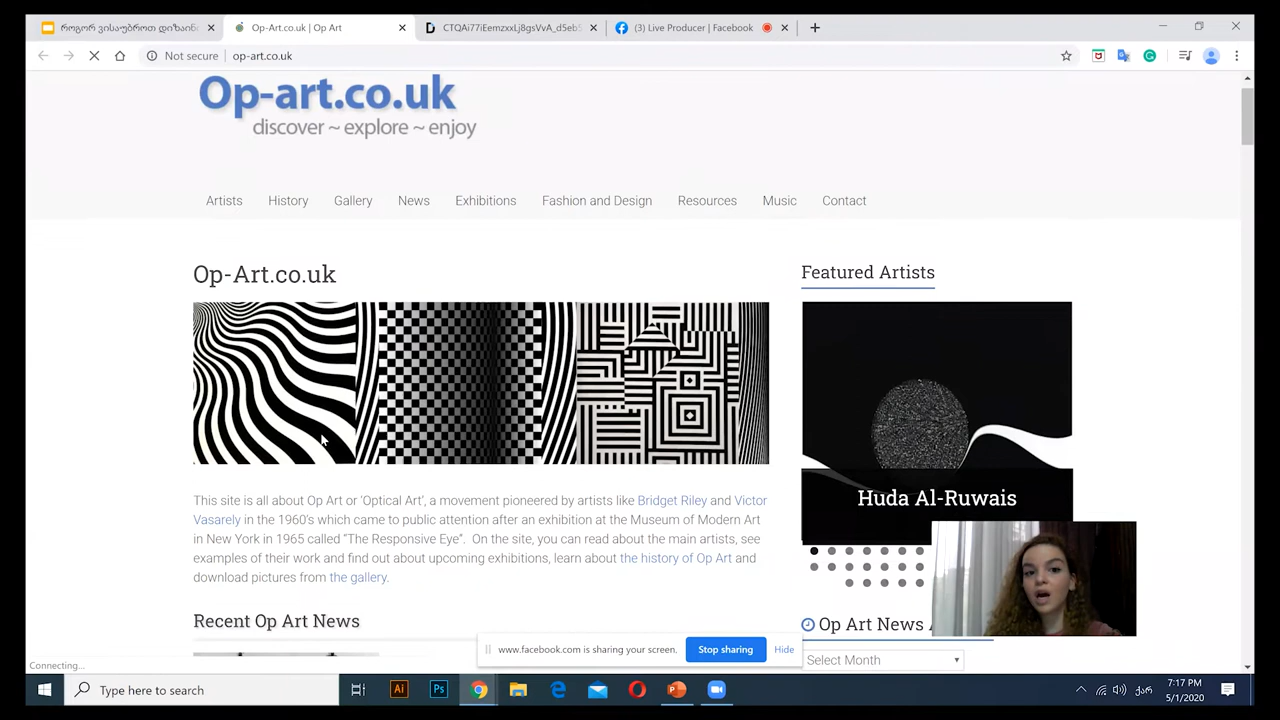 როგორ ვისაუბროთ დიზაინ
Op-Art.co.uk | Op Art
CTQAi77iEemzxxLj8gsVvA_d5eb5
(3) Live Producer | Facebook
Not secure | op-art.co.uk
Op-art.co.uk
discover ~ explore ~ enjoy
Artists History Gallery News Exhibitions Fashion and Design Resources Music Contact
Op-Art.co.uk
This site is all about Op Art or ‘Optical Art’, a movement pioneered by artists like Bridget Riley and Victor
Vasarely in the 1960’s which came to public attention after an exhibition at the Museum of Modern Art
in New York in 1965 called “The Responsive Eye”. On the site, you can read about the main artists, see
examples of their work and find out about upcoming exhibitions, learn about the history of Op Art and
download pictures from the gallery.
Recent Op Art News
Featured Artists
Huda Al-Ruwais
Op Art News
Select Month
www.facebook.com is sharing your screen. Stop sharing Hide
Connecting...
Type here to search
Ai
Ps
ქარ
7:17 PM
5/1/2020